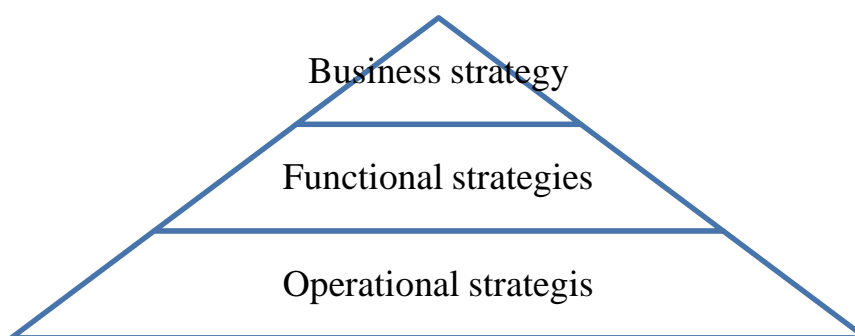 Business strategy
Functional strategies
Operational strategis